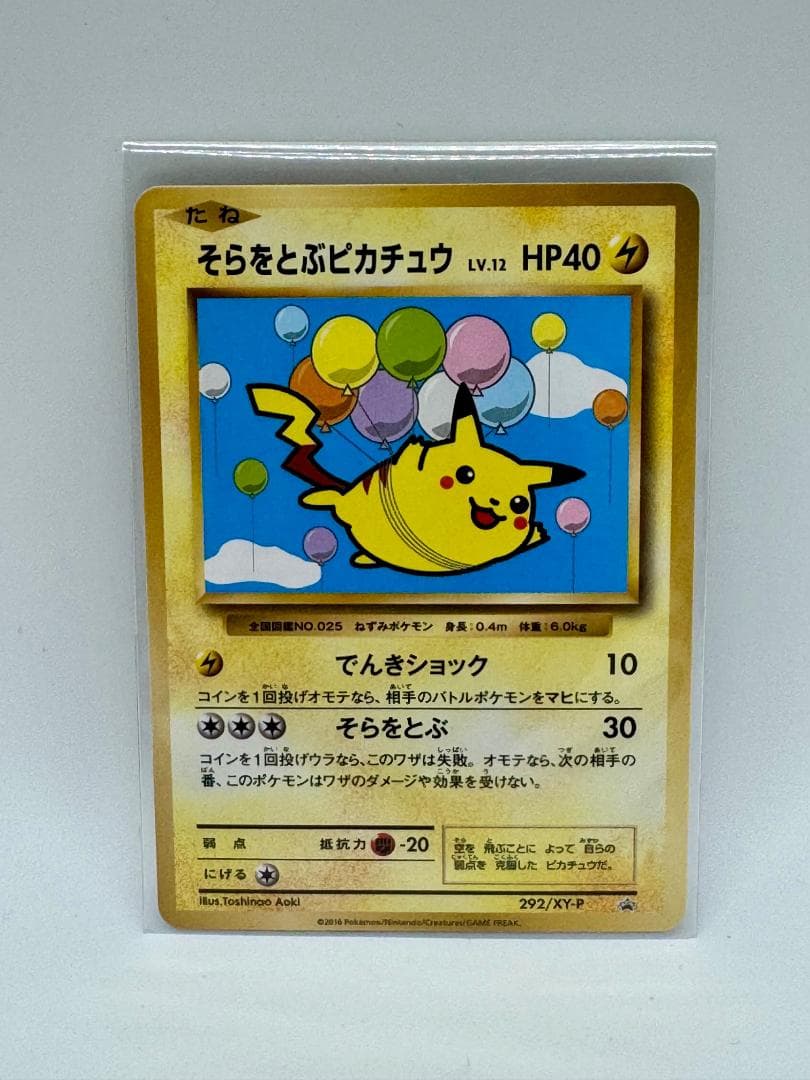 たね
そらをとぶピカチュウ LV.12 HP40
全国図鑑NO.025 ねずみポケモン 身長:0.4m 体重:6.0kg
でんきショック 10
コインを1回投げオモテなら、相手のバトルポケモンをマヒにする。
そらをとぶ 30
コインを1回投げウラなら、このワザは失敗。オモテなら、次の相手の
番、このポケモンはワザのダメージや効果を受けない。
弱点 抵抗力 -20
にげる
空を 飛ぶことに よって 自らの
弱点を 克服した ピカチュウだ。
Illus.Toshinao Aoki
292/XY-P
©2016 Pokémon/Nintendo/Creatures/GAME FREAK.